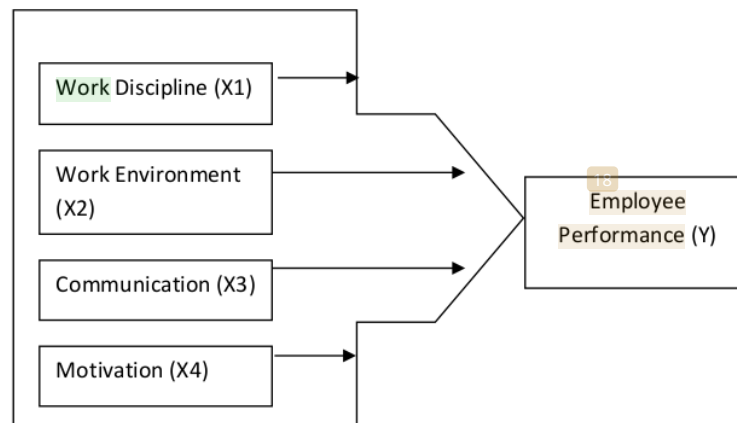 Work Discipline (X1)
Work Environment
(X2)
Communication (X3)
Motivation (X4)
18
Employee
Performance (Y)